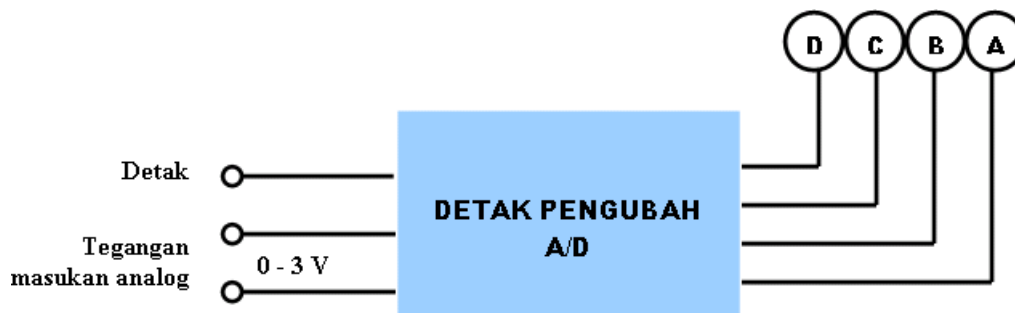 D C B A
Detak
DETAK PENGUBAH
A/D
Tegangan
masukan analog
0 - 3 V